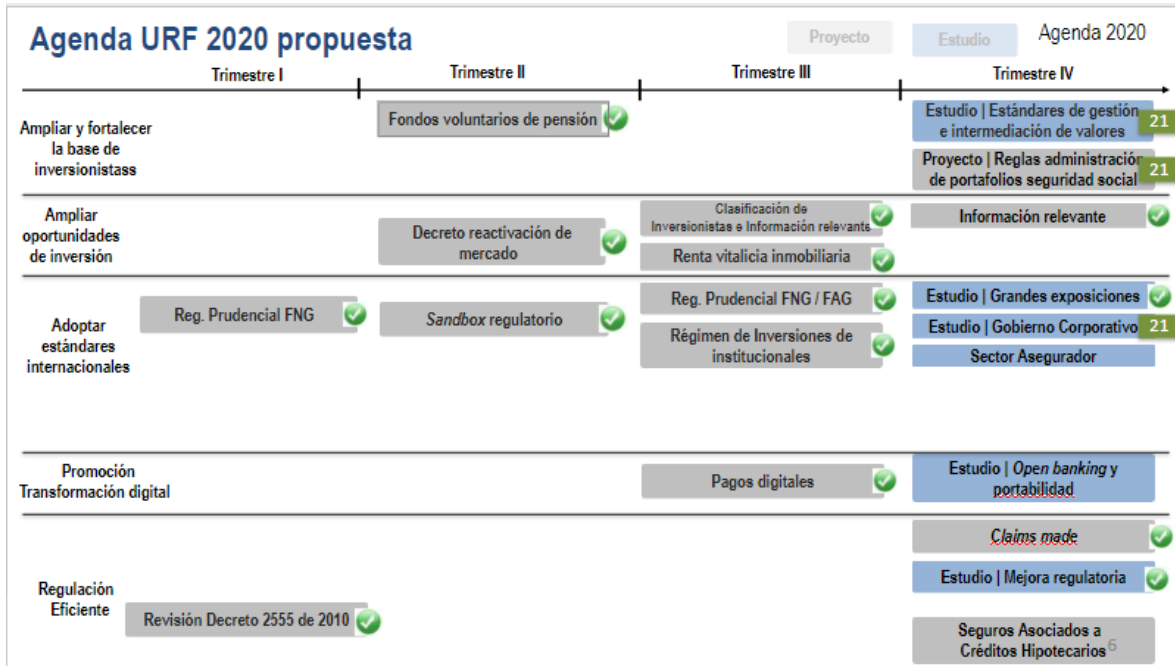 Agenda URF 2020 propuesta
Proyecto
Estudio
Agenda 2020
Trimestre I
Trimestre II
Trimestre III
Trimestre IV
Ampliar y fortalecer
la base de
inversionistass
Fondos voluntarios de pensión
Estudio | Estándares de gestión
e intermediación de valores
21
Proyecto | Reglas administración
de portafolios seguridad social
21
Ampliar
oportunidades
de inversión
Decreto reactivación de
mercado
Clasificación de
Inversionistas e Información relevante
Renta vitalicia inmobiliaria
Información relevante
Adoptar
estándares
internacionales
Reg. Prudencial FNG
Sandbox regulatorio
Reg. Prudencial FNG / FAG
Régimen de Inversiones de
institucionales
Estudio | Grandes exposiciones
Estudio | Gobierno Corporativo
21
Sector Asegurador
Promoción
Transformación digital
Pagos digitales
Estudio | Open banking y
portabilidad
Regulación
Eficiente
Revisión Decreto 2555 de 2010
Claims made
Estudio | Mejora regulatoria
Seguros Asociados a
Créditos Hipotecarios
6